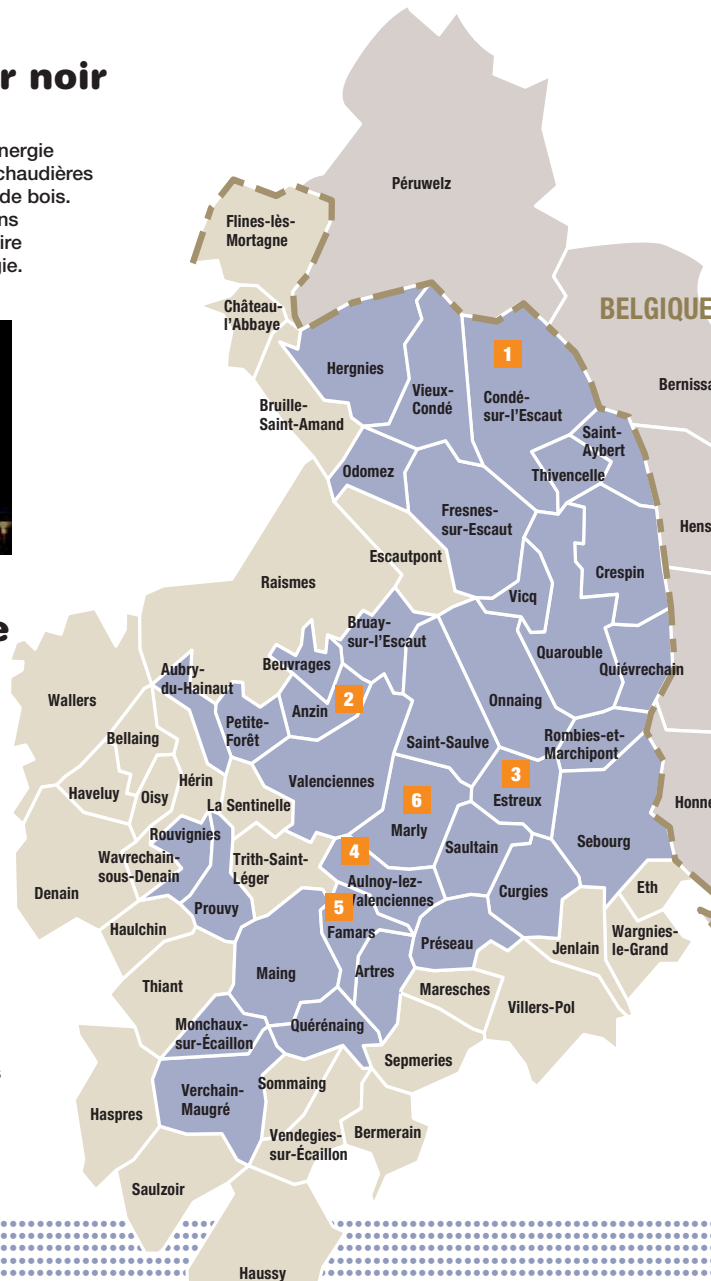 r noir
nergie
chaudières
de bois.
ns
ire
gie.
e
s
Péruwelz
Flines-lès-
Mortagne
BELGIQUE
Château-
l'Abbaye
1
Hergnies
Bernissa
Vieux-
Condé
Condé-
sur-l'Escaut
Bruille-
Saint-Amand
Saint-
Aybert
Odomez
Thivencelle
Fresnes-
sur-Escaut
Hens
Escautpont
Raismes
Crespin
Vicq
Bruay-
sur-l'Escaut
Aubry-
du-Hainaut
Beuvrages
Quarouble
Quiévrechain
Wallers
Onnaing
2
Anzin
Petite-
Forêt
Bellaing
Saint-Saulve
Rombies-et-
Marchipont
3
Estreux
Hérin
Valenciennes
Haveluy
Oisy
La Sentinelle
6
Marly
Honne
Rouvignies
Saultain
Sebourg
Wavrechain-
sous-Denain
Trith-Saint-
Léger
4
Aulnoy-lez-
Valenciennes
Denain
Prouvy
Curgies
Eth
5
Famars
Haulchin
Préseau
Jenlain
Wargnies-
le-Grand
Maing
Artres
Thiant
Maresches
Villers-Pol
Monchaux-
sur-Écaillon
Quérénaing
Sepmeries
Verchain-
Maugré
Sommaing
Haspres
Vendegies-
sur-Écaillon
Bermerain
Saulzoir
Haussy